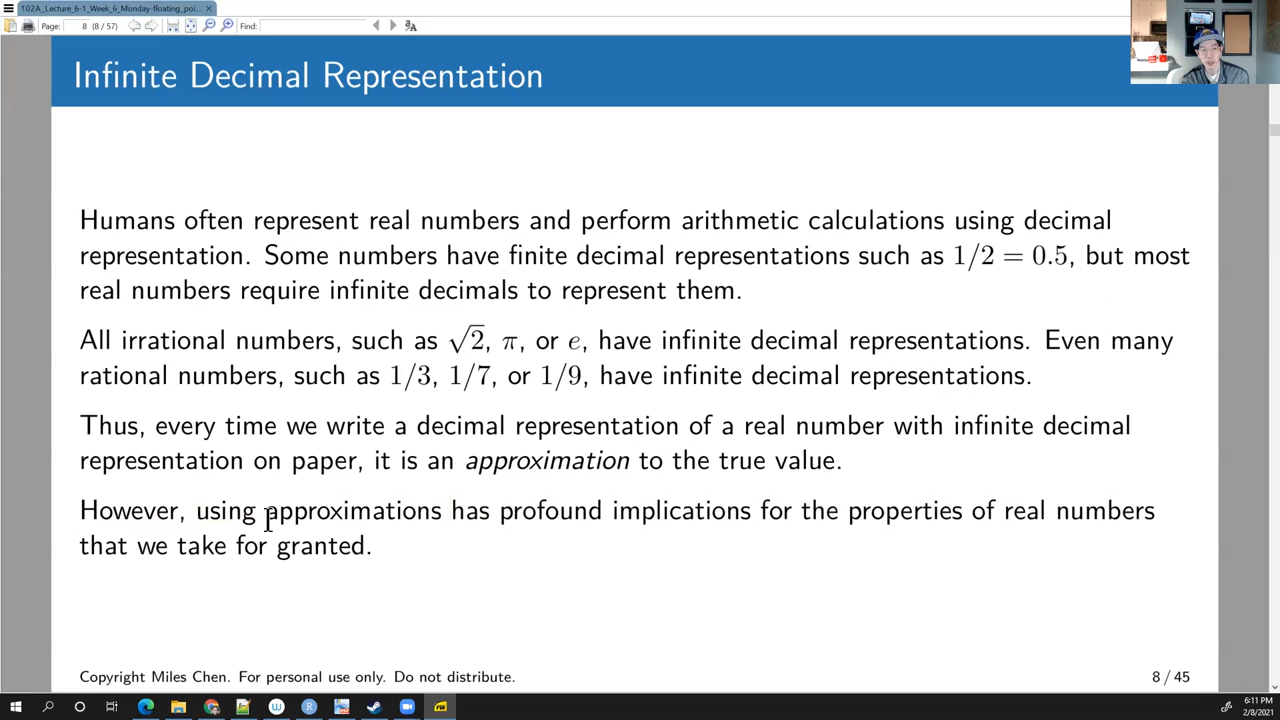 102A_Lecture_6-1_Week_6_Monday-floating_poi...
Page: 8 (8 / 57) Find:
Infinite Decimal Representation
Humans often represent real numbers and perform arithmetic calculations using decimal
representation. Some numbers have finite decimal representations such as 1/2 = 0.5, but most
real numbers require infinite decimals to represent them.
All irrational numbers, such as √2, π, or e, have infinite decimal representations. Even many
rational numbers, such as 1/3, 1/7, or 1/9, have infinite decimal representations.
Thus, every time we write a decimal representation of a real number with infinite decimal
representation on paper, it is an approximation to the true value.
However, using approximations has profound implications for the properties of real numbers
that we take for granted.
Copyright Miles Chen. For personal use only. Do not distribute.
8 / 45
6:11 PM
2/8/2021